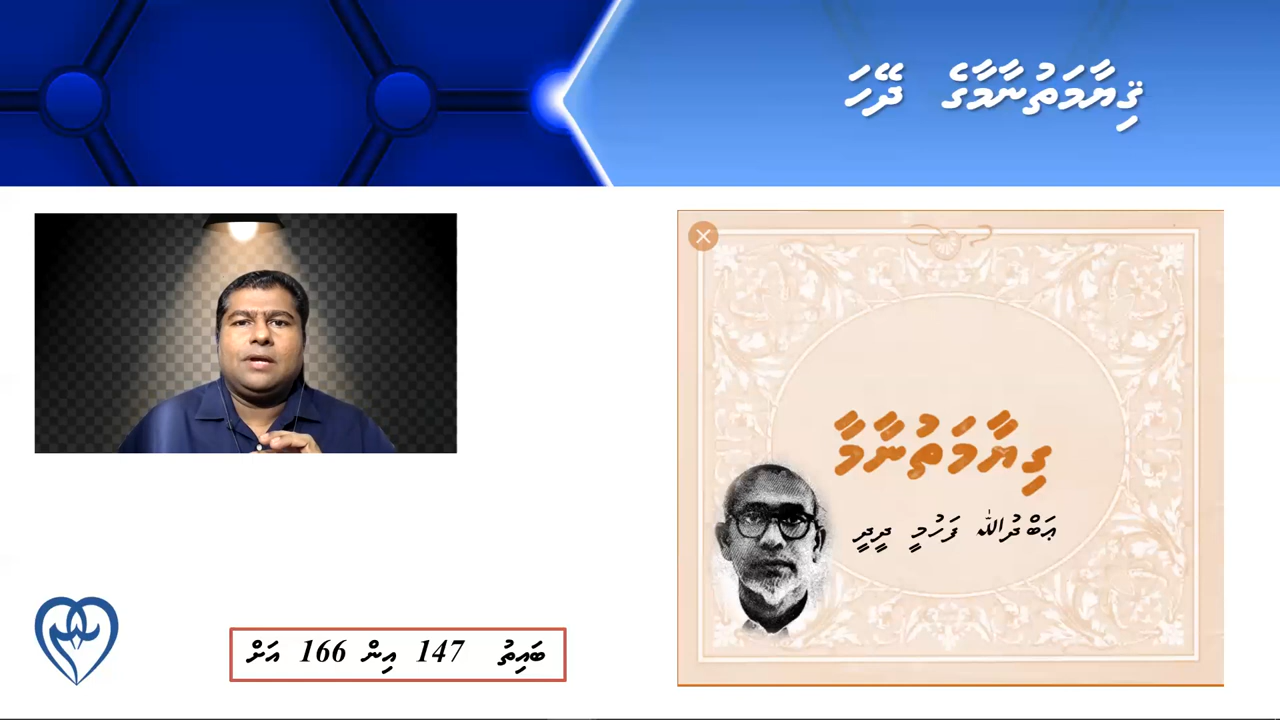 ޤިޔާމަތުނާމާގެ ދޭހަ
ގިޔާމަތުނާމާ
ޢަބްدުﷲ ފަހުމީ ދީދީ
ބައިތު 147 އިން 166 އަށް